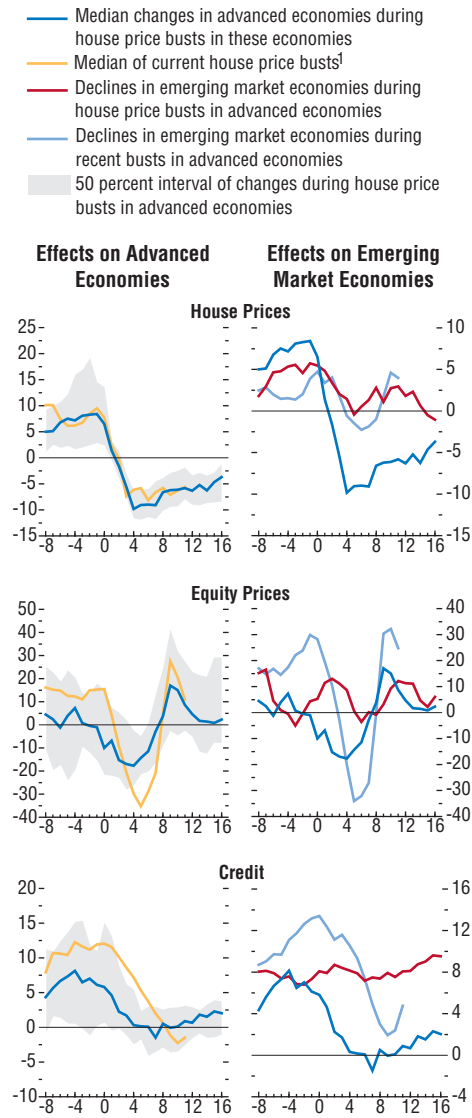 Median changes in advanced economies during
house price busts in these economies
Median of current house price busts¹
Declines in emerging market economies during
house price busts in advanced economies
Declines in emerging market economies during
recent busts in advanced economies
50 percent interval of changes during house price
busts in advanced economies
Effects on Advanced
Economies
Effects on Emerging
Market Economies
House Prices
25
20
15
10
5
0
-5
-10
-15
-8 -4 0 4 8 12 16
10
5
0
-5
-10
-15
-8 -4 0 4 8 12 16
Equity Prices
50
40
30
20
10
0
-10
-20
-30
-40
-8 -4 0 4 8 12 16
40
30
20
10
0
-10
-20
-30
-40
-8 -4 0 4 8 12 16
Credit
20
15
10
5
0
-5
-10
-8 -4 0 4 8 12 16
16
12
8
4
0
-4
-8 -4 0 4 8 12 16